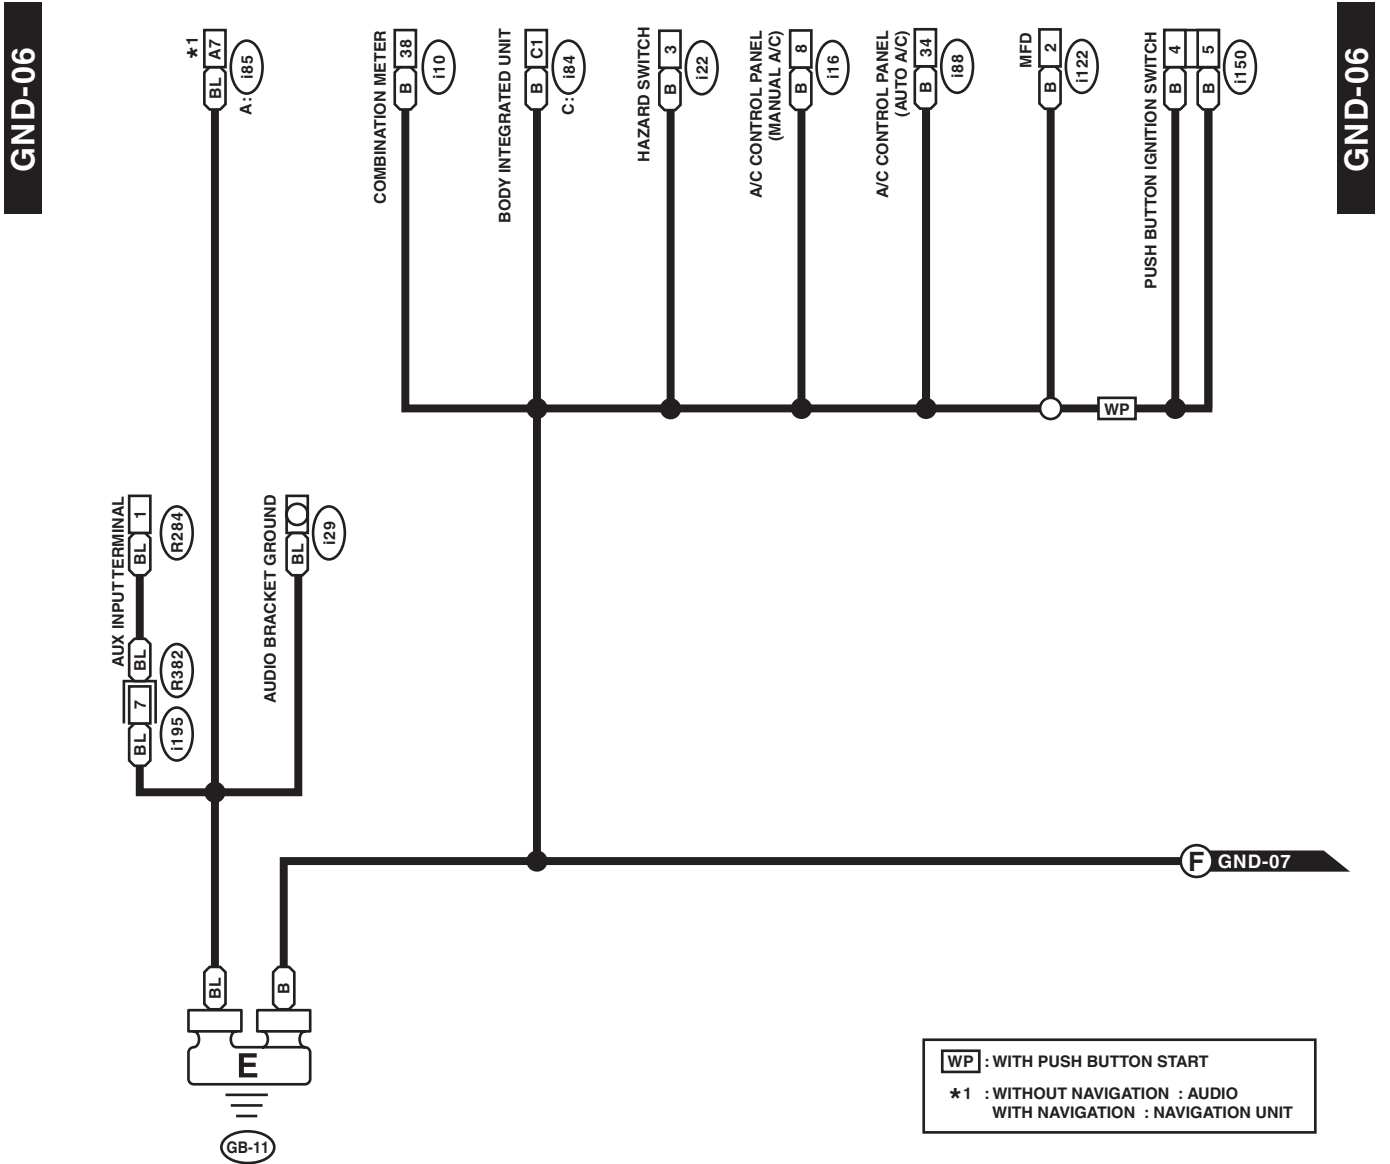 GND-06
GND-06
*1
A7
BL
A: i85
COMBINATION METER
38
B
i10
BODY INTEGRATED UNIT
C1
B
C: i84
HAZARD SWITCH
3
B
i22
A/C CONTROL PANEL
(MANUAL A/C)
8
B
i16
A/C CONTROL PANEL
(AUTO A/C)
34
B
i88
MFD
2
B
i122
PUSH BUTTON IGNITION SWITCH
4
B
5
B
i150
WP
AUX INPUT TERMINAL
1
BL
R284
BL
R382
7
BL
i195
AUDIO BRACKET GROUND
BL
i29
F GND-07
BL
B
E
GB-11
WP : WITH PUSH BUTTON START
*1 : WITHOUT NAVIGATION : AUDIO
WITH NAVIGATION : NAVIGATION UNIT